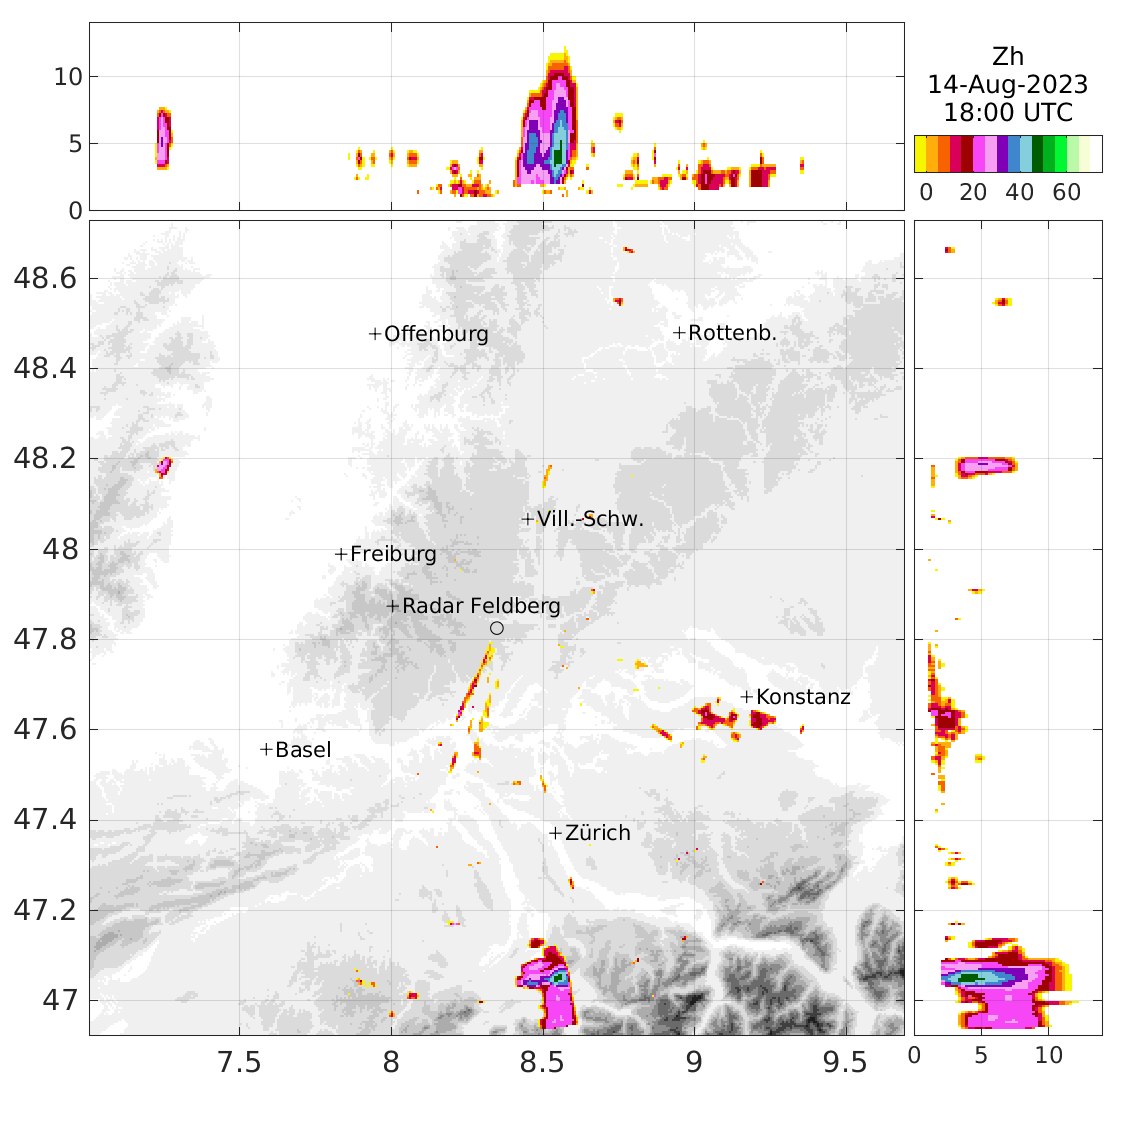 10
5
0
Zh
14-Aug-2023
18:00 UTC
0 20 40 60
48.6
48.4
48.2
48
47.8
47.6
47.4
47.2
47
Offenburg
Rottenb.
Vill.-Schw.
Freiburg
Radar Feldberg
Konstanz
Basel
Zürich
7.5 8 8.5 9 9.5
0 5 10